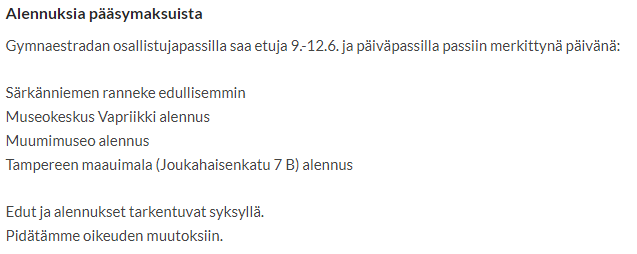 Alennuksia pääsymaksuista
Gymnaestradan osallistujapassilla saa etuja 9.-12.6. ja päiväpassilla passiin merkittynä päivänä:
Särkänniemen ranneke edullisemmin
Museokeskus Vapriikki alennus
Muumimuseo alennus
Tampereen maauimala (Joukahaisenkatu 7 B) alennus
Edut ja alennukset tarkentuvat syksyllä.
Pidätämme oikeuden muutoksiin.